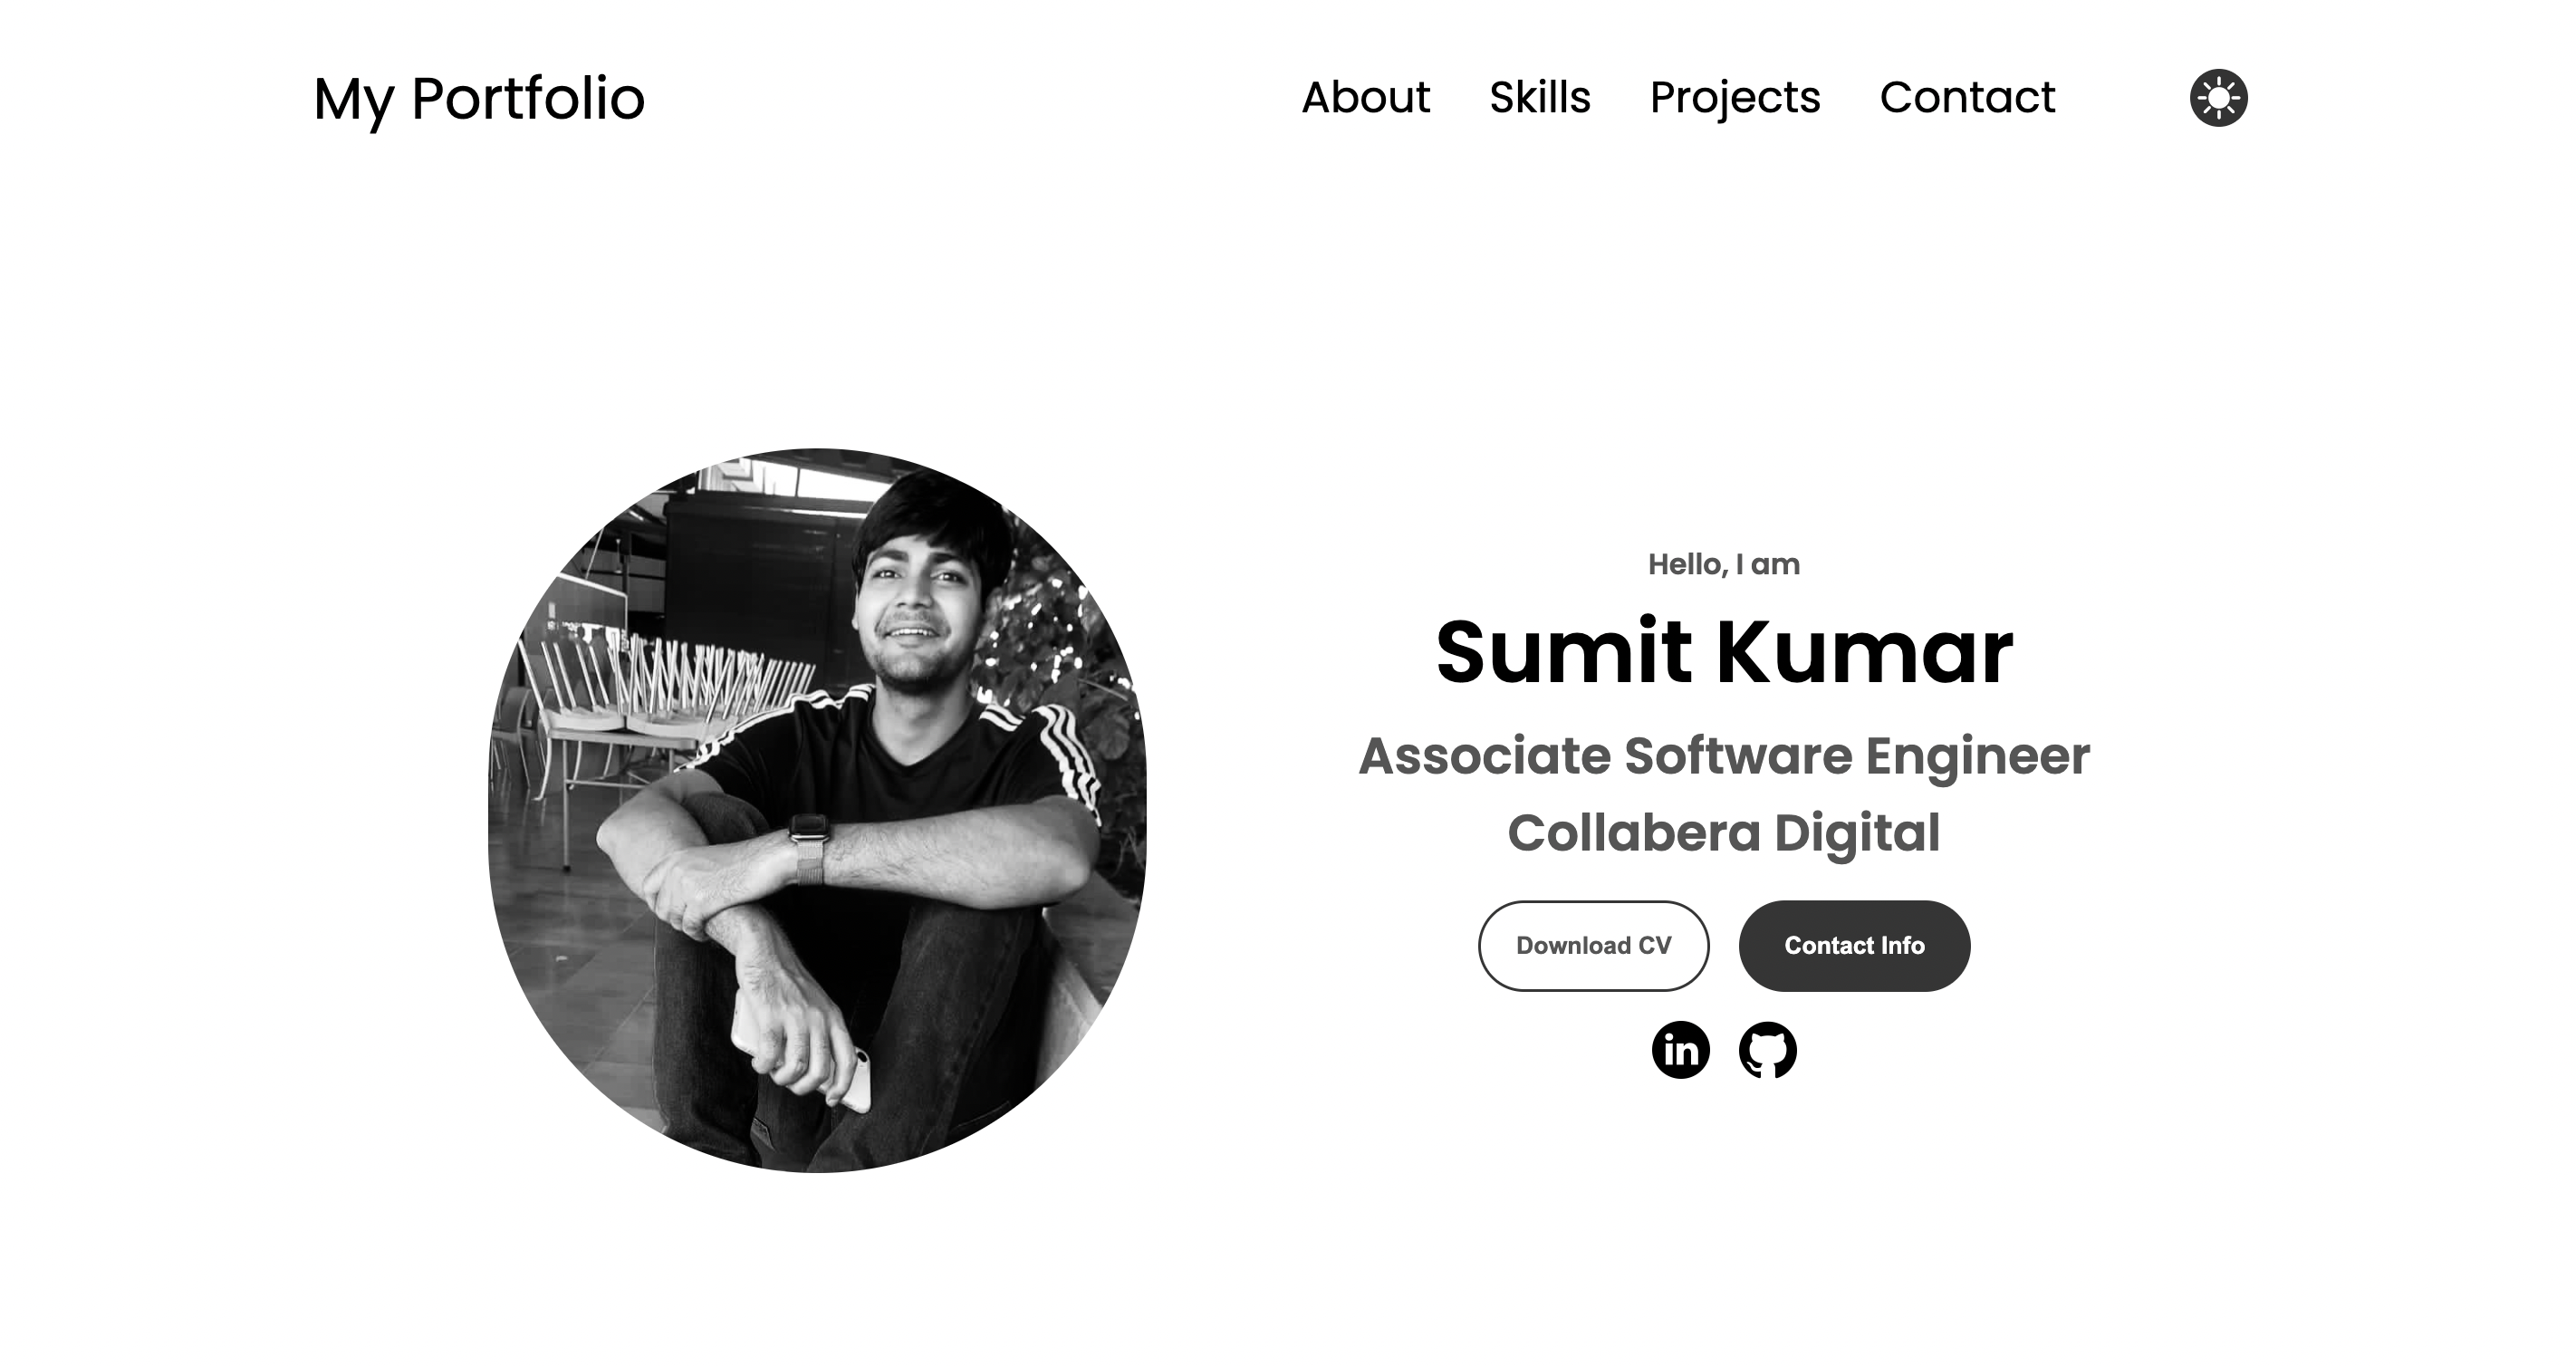 My Portfolio
About Skills Projects Contact
Hello, I am
Sumit Kumar
Associate Software Engineer
Collabera Digital
Download CV Contact Info
in